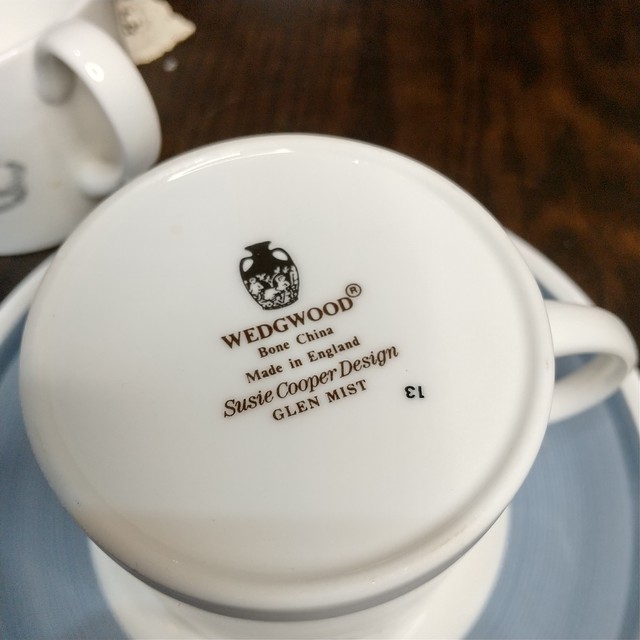 WEDGWOOD®
Bone China
Made in England
Susie Cooper Design
GLEN MIST
13